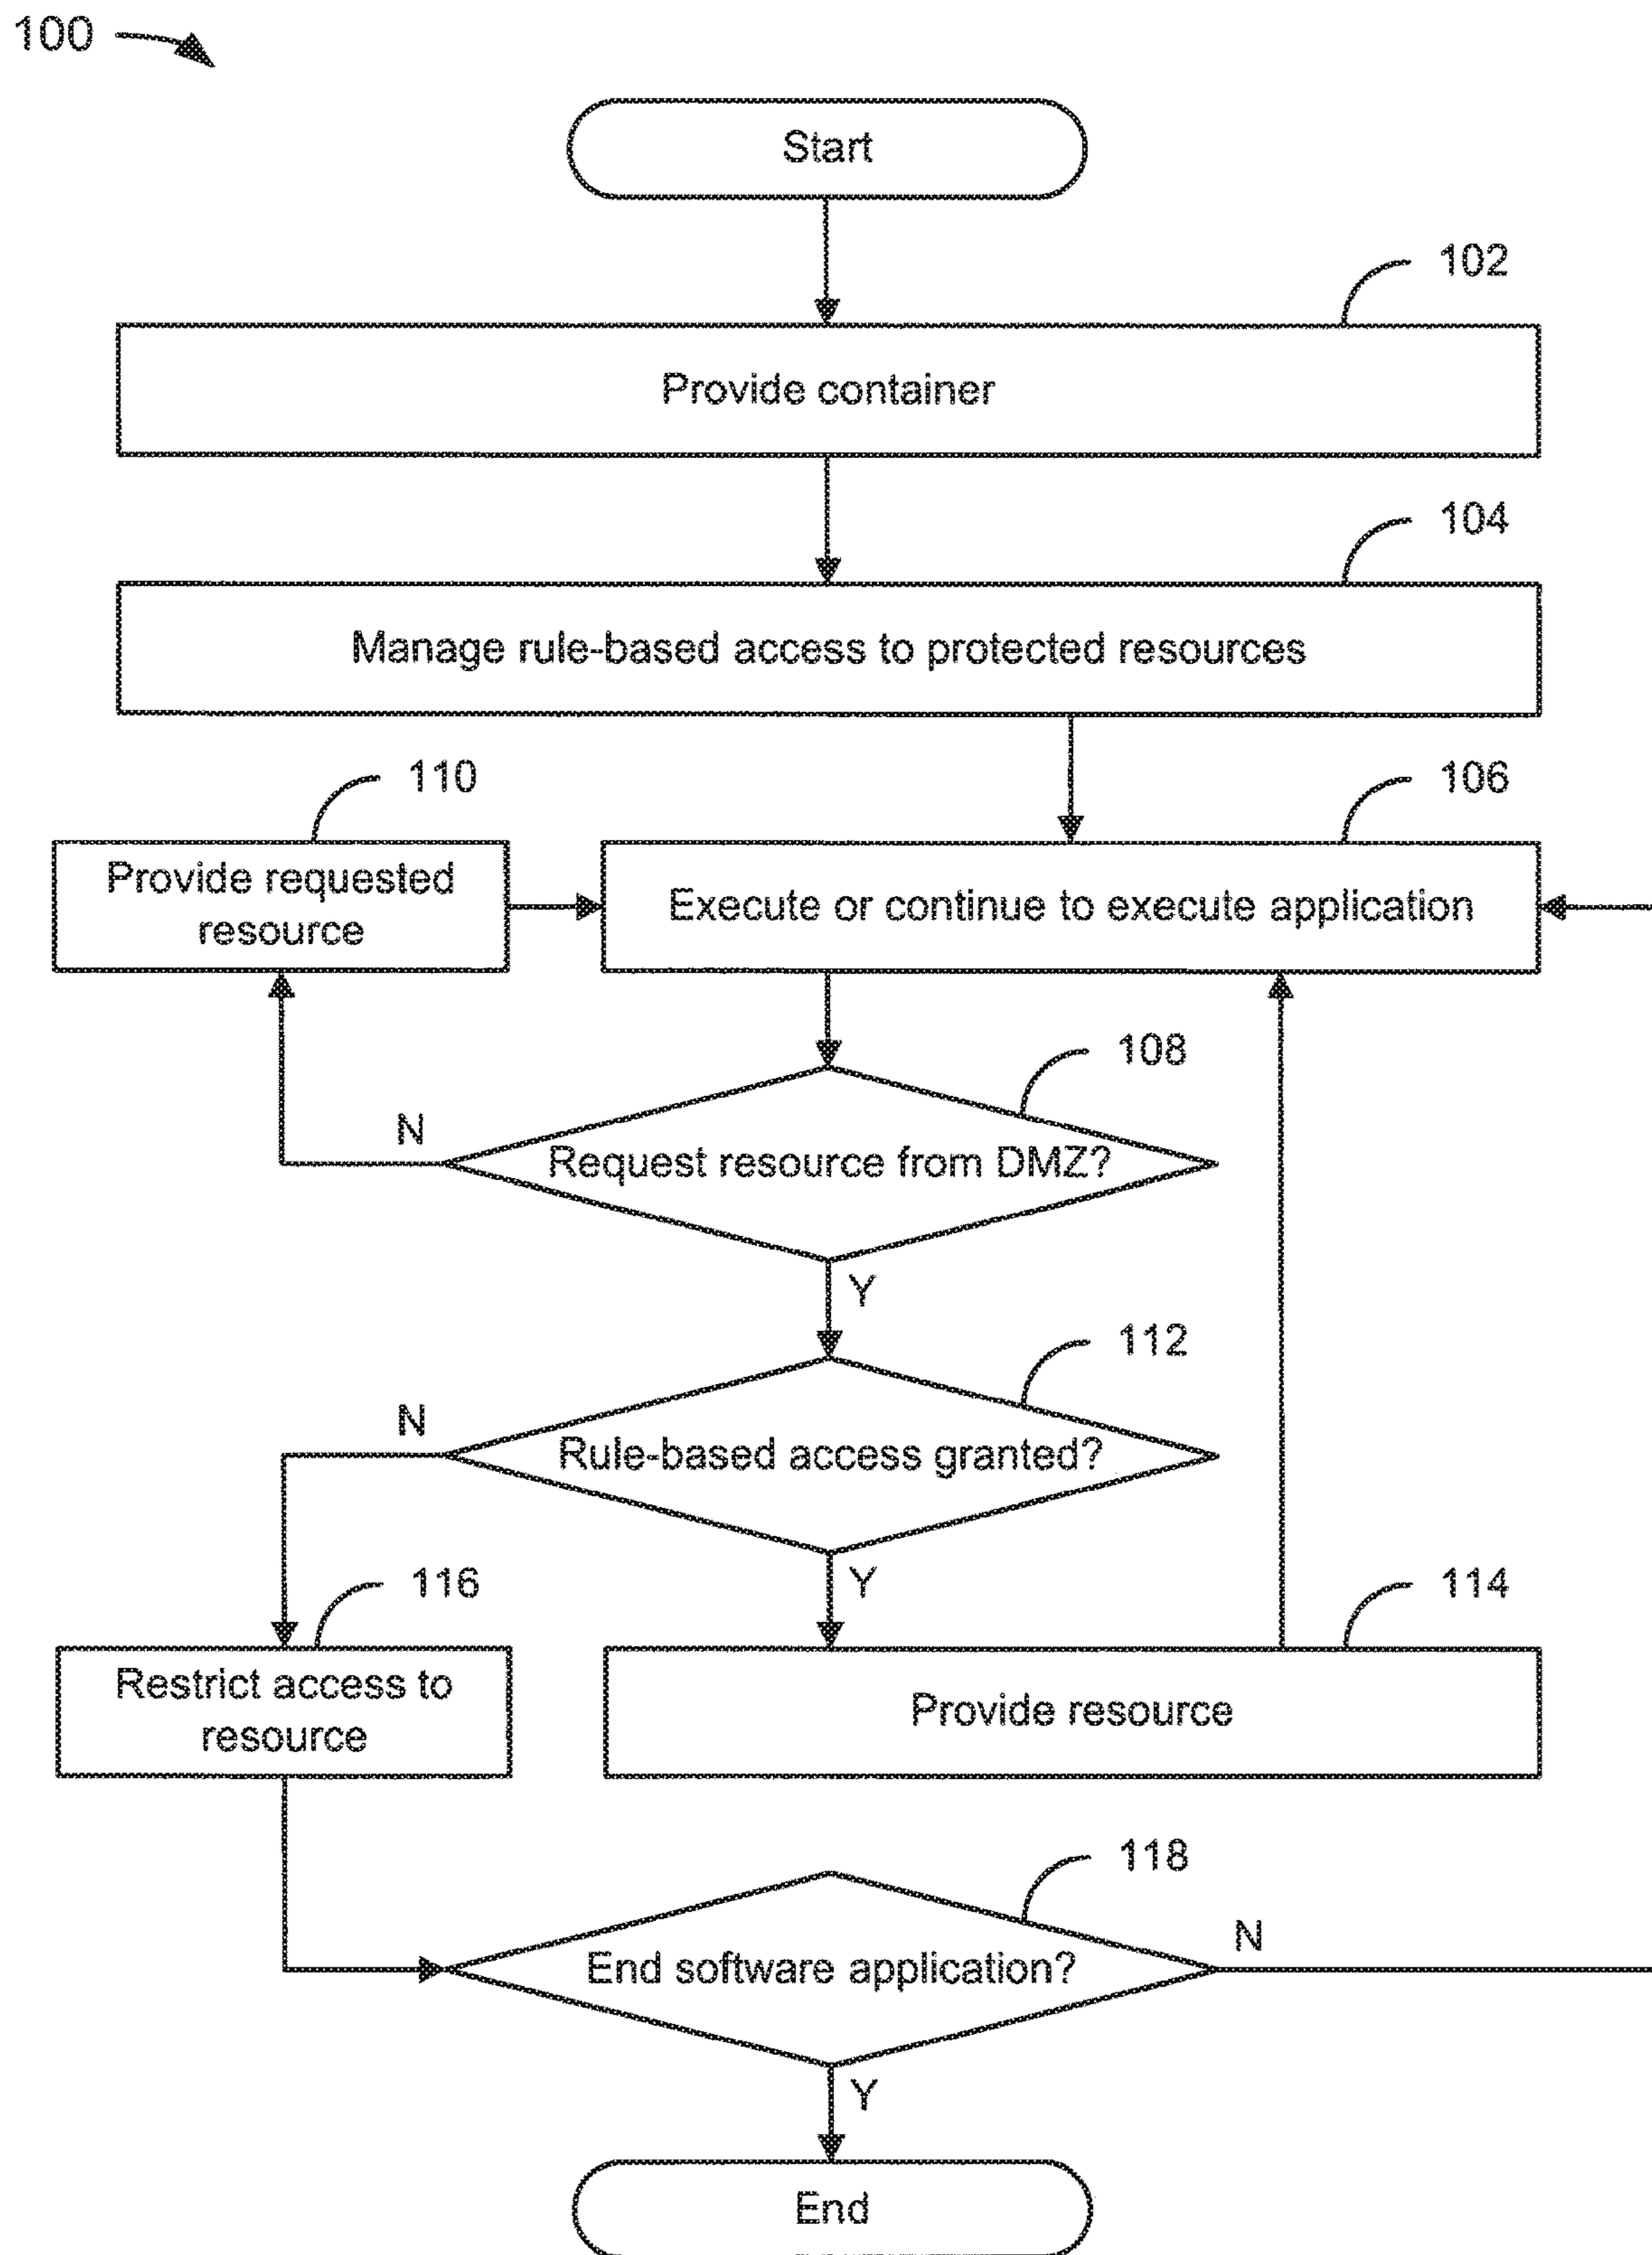 100
Start
102
Provide container
104
Manage rule-based access to protected resources
110
106
Provide requested
resource
Execute or continue to execute application
108
N
Request resource from DMZ?
Y
112
N
Rule-based access granted?
Y
116
114
Restrict access to
resource
Provide resource
118
N
End software application?
Y
End